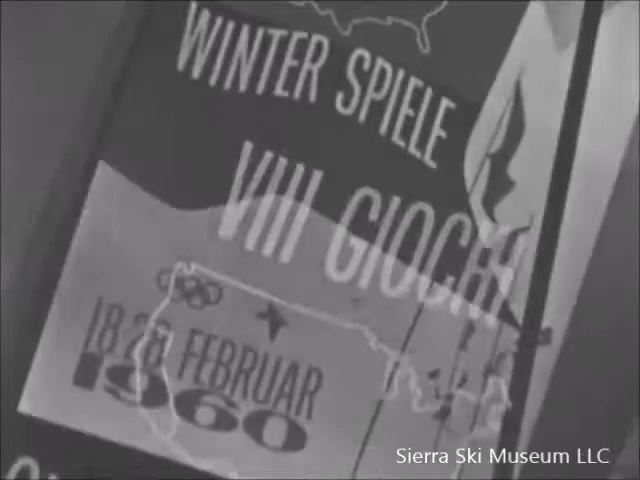 WINTER SPIELE
VIII GIOCHI
18-28 FEBRUAR
1960
Sierra Ski Museum LLC